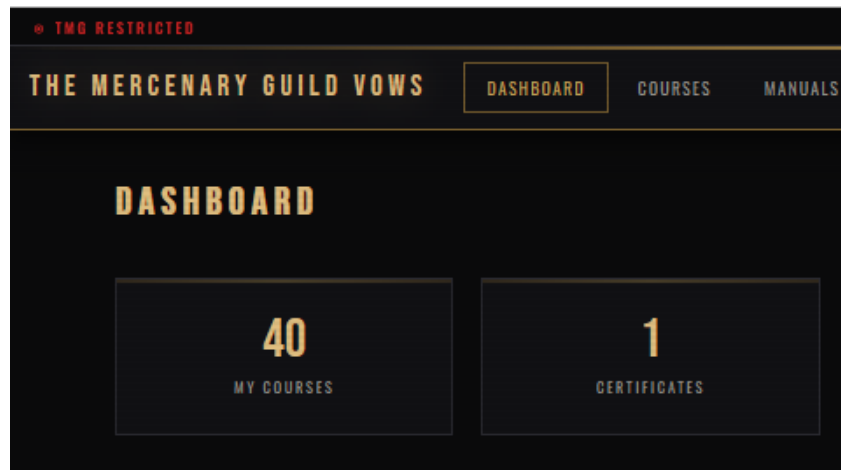 TMG RESTRICTED
THE MERCENARY GUILD VOWS
DASHBOARD
COURSES
MANUALS
DASHBOARD
40
MY COURSES
1
CERTIFICATES